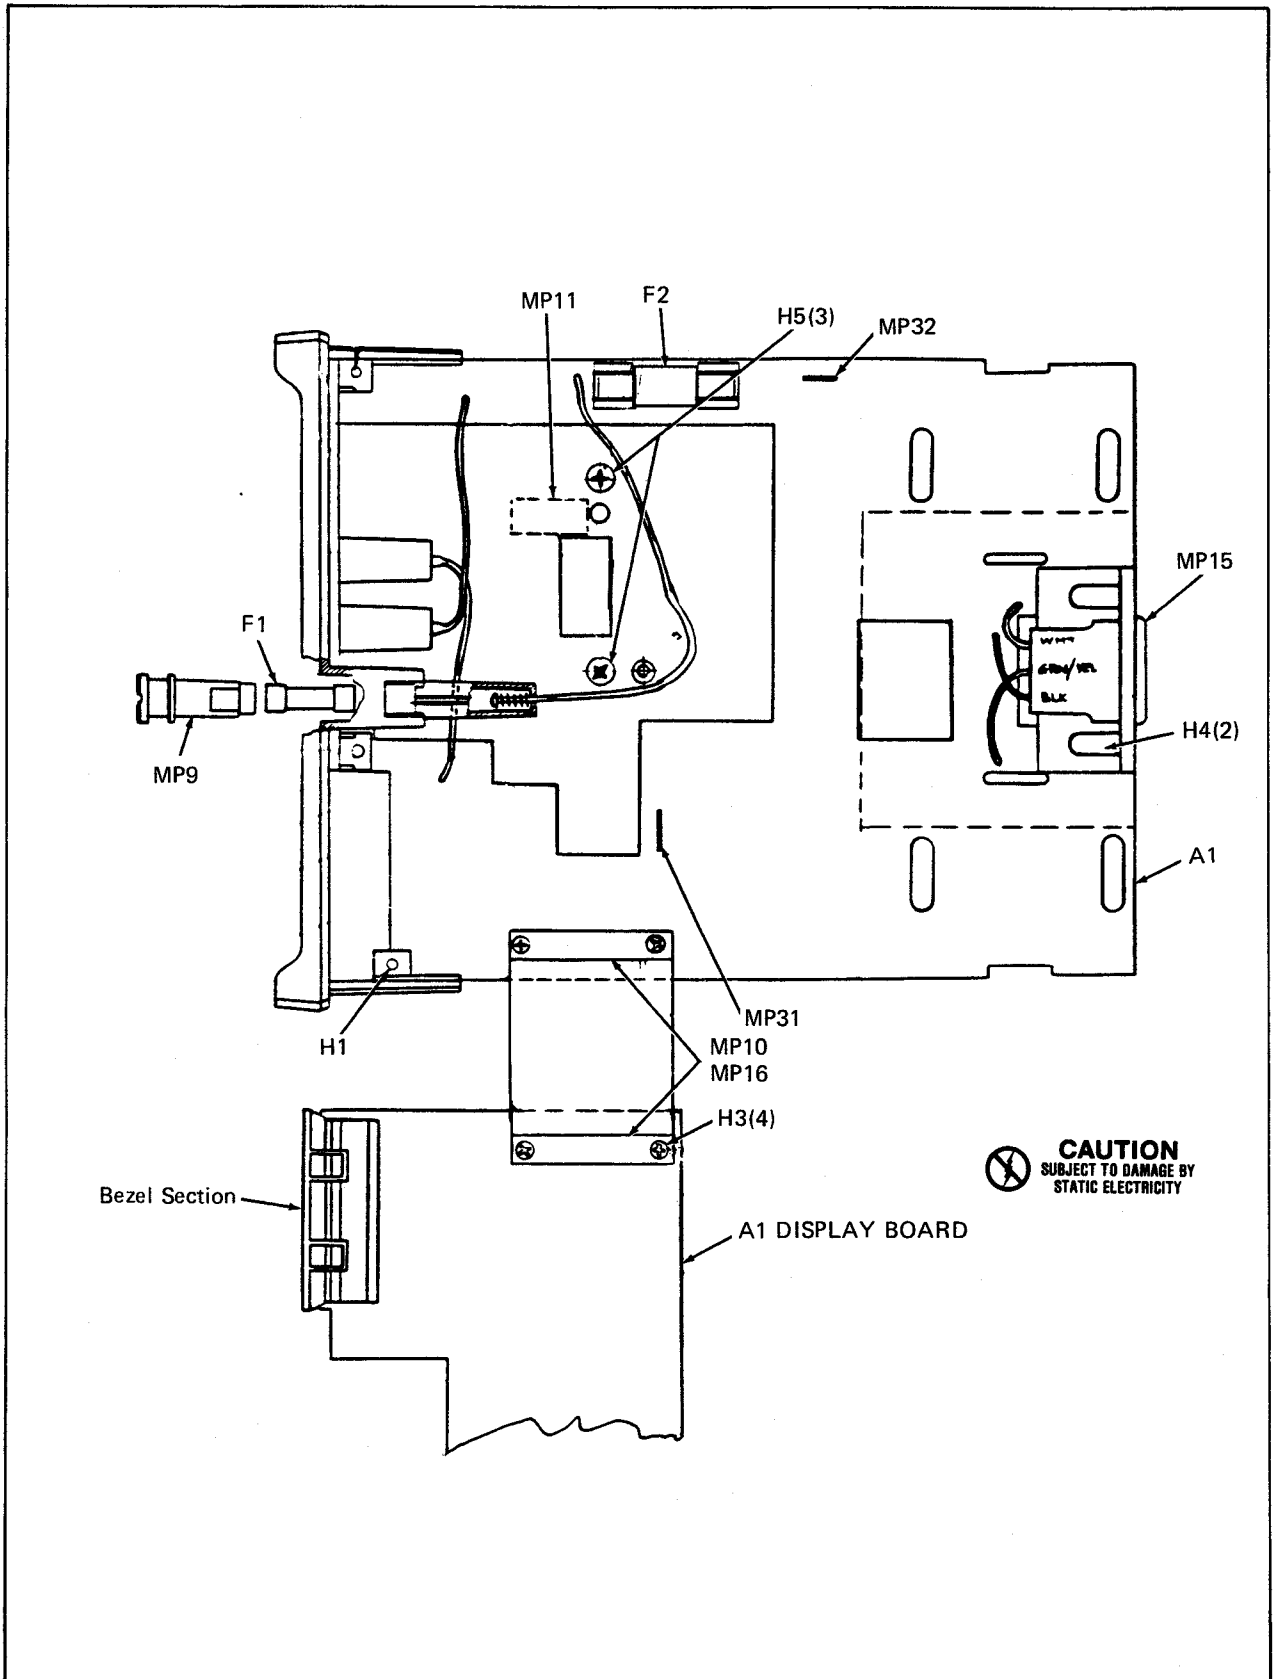 MP11
F2
H5(3)
MP32
MP15
F1
WHT
GRN/YEL
BLK
H4(2)
MP9
A1
MP31
H1
MP10
MP16
H3(4)
CAUTION
SUBJECT TO DAMAGE BY
STATIC ELECTRICITY
Bezel Section
A1 DISPLAY BOARD